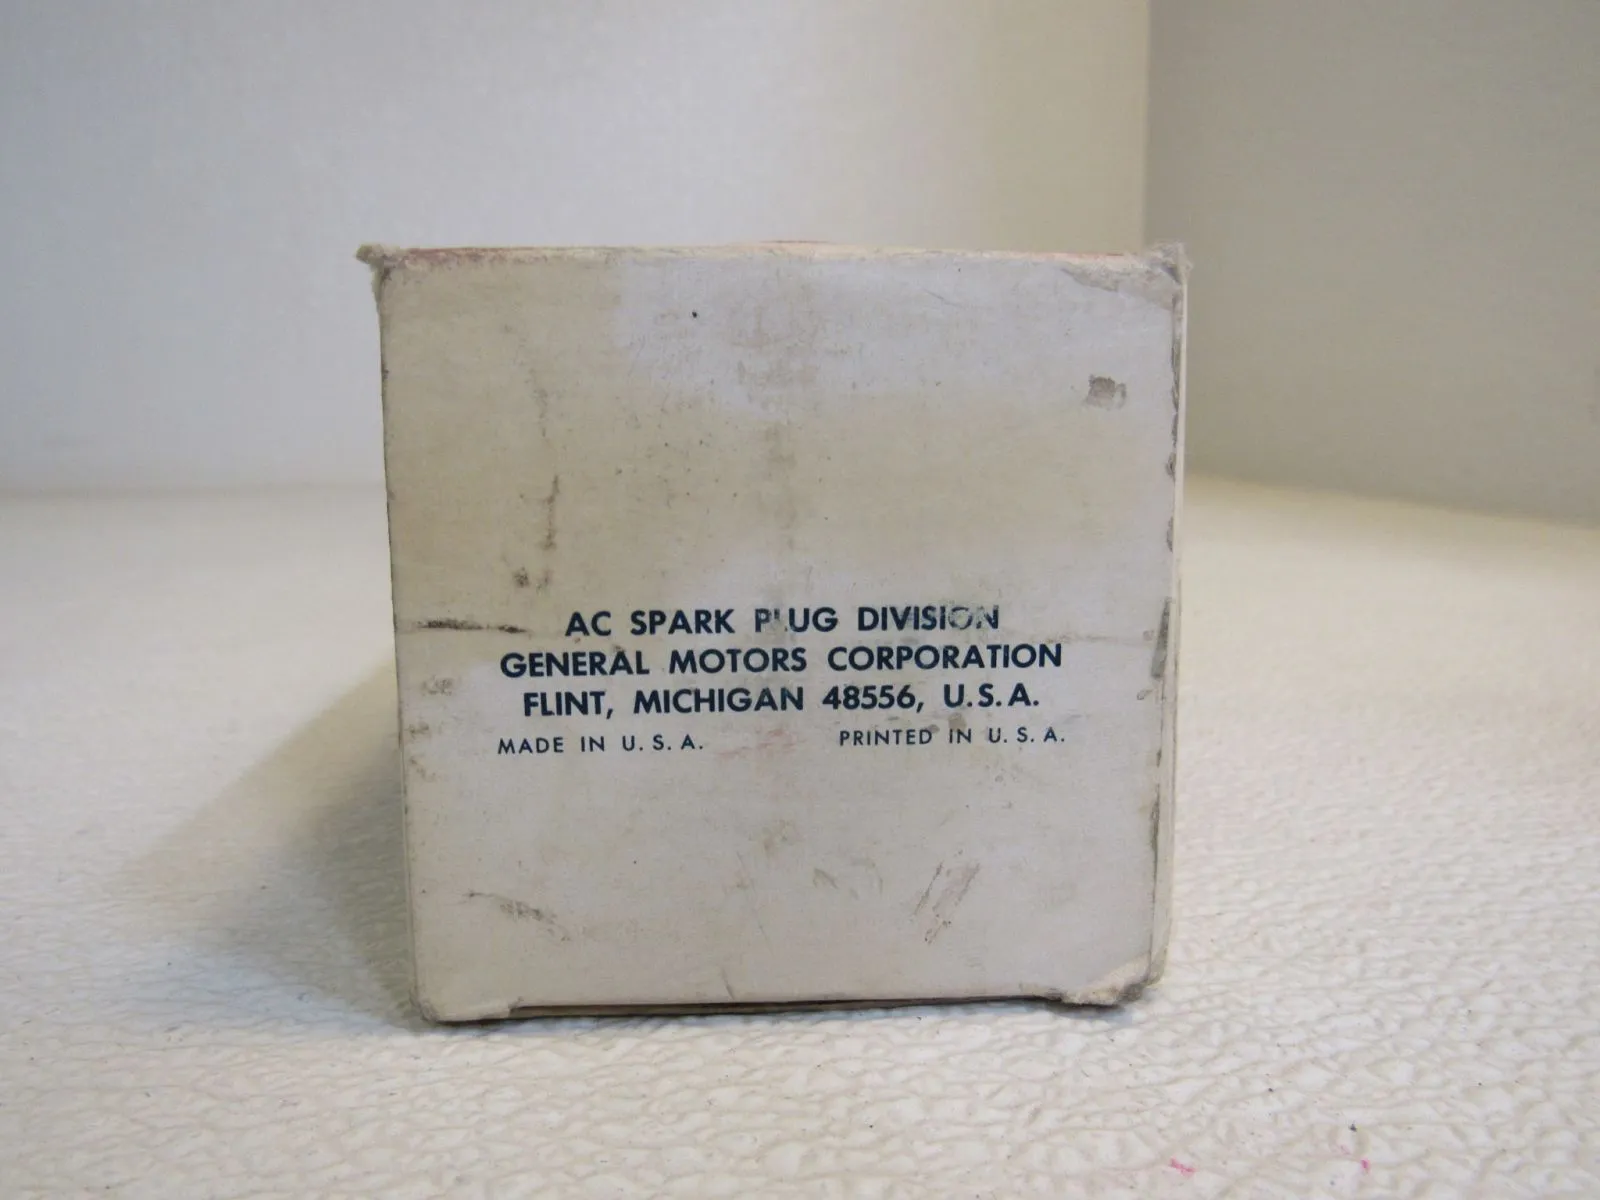 AC SPARK PLUG DIVISION
GENERAL MOTORS CORPORATION
FLINT, MICHIGAN 48556, U.S.A.
MADE IN U.S.A. PRINTED IN U.S.A.